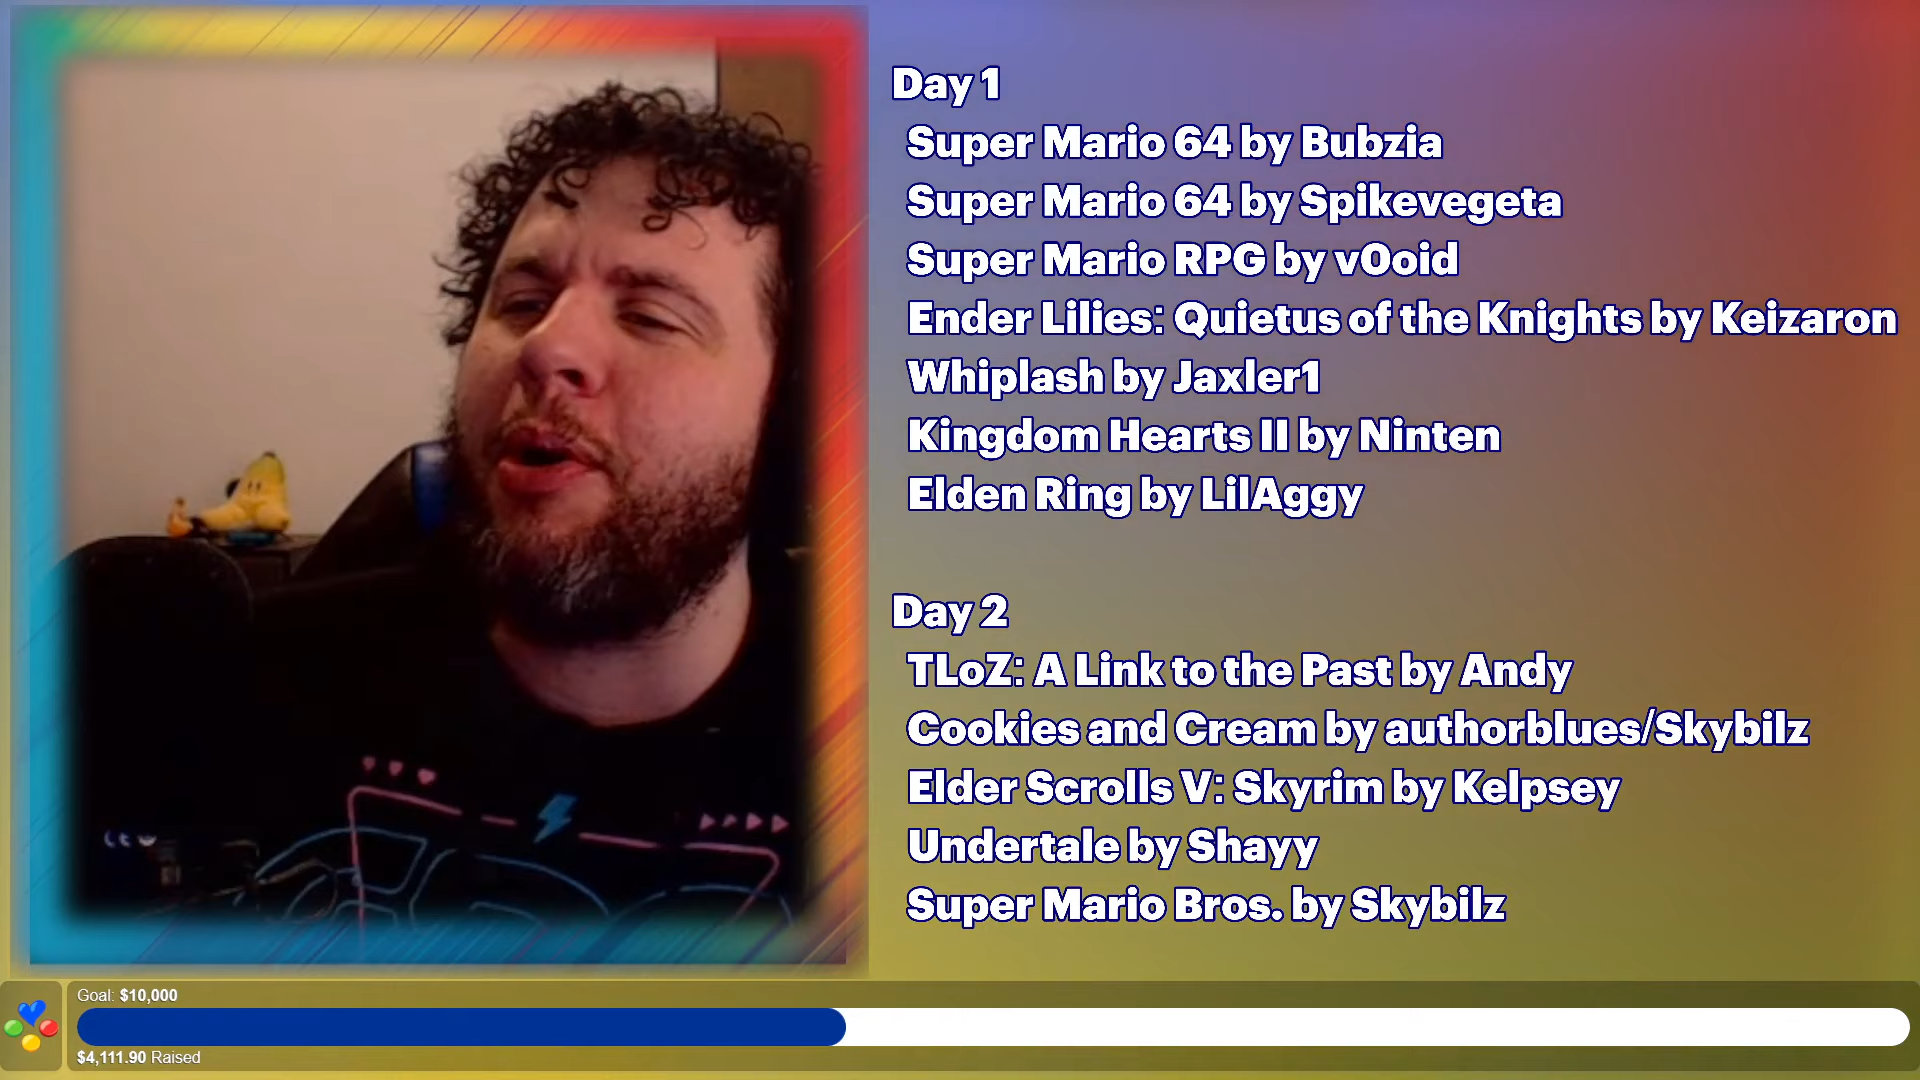 Day 1
Super Mario 64 by Bubzia
Super Mario 64 by Spikevegeta
Super Mario RPG by v0oid
Ender Lilies: Quietus of the Knights by Keizaron
Whiplash by Jaxler1
Kingdom Hearts II by Ninten
Elden Ring by LilAggy
Day 2
TLoZ: A Link to the Past by Andy
Cookies and Cream by authorblues/Skybilz
Elder Scrolls V: Skyrim by Kelpsey
Undertale by Shayy
Super Mario Bros. by Skybilz
Goal: $10,000
$4,111.90 Raised